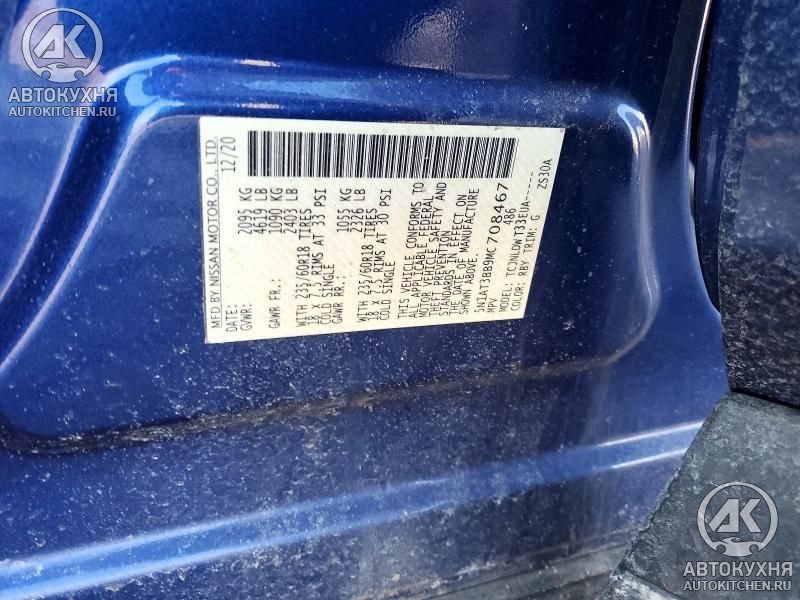 AK
АВТОКУХНЯ
AUTOKITCHEN.RU
MFD.BY NISSAN MOTOR CO., LTD.
DATE: 12/20
GVWR: 2095 KG
4619 LB
GAWR FR: 1090 KG
2403 LB
WITH 235/60R18 TIRES
18 X 7.5 RIMS AT 33 PSI
COLD SINGLE
GAWR RR: 1055 KG
2326 LB
WITH 235/60R18 TIRES
18 X 7.5 RIMS AT 30 PSI
COLD SINGLE
THIS VEHICLE CONFORMS TO
ALL APPLICABLE FEDERAL
MOTOR VEHICLE SAFETY AND
THEFT PREVENTION
STANDARDS IN EFFECT ON
THE DATE OF MANUFACTURE
SHOWN ABOVE.
5N1AT3BB9MC708467
MPV 486
MODEL: TCJNLDWT33EUA-----
COLOR: RBY TRIM: G ZS30A
AK
АВТОКУХНЯ
AUTOKITCHEN.RU